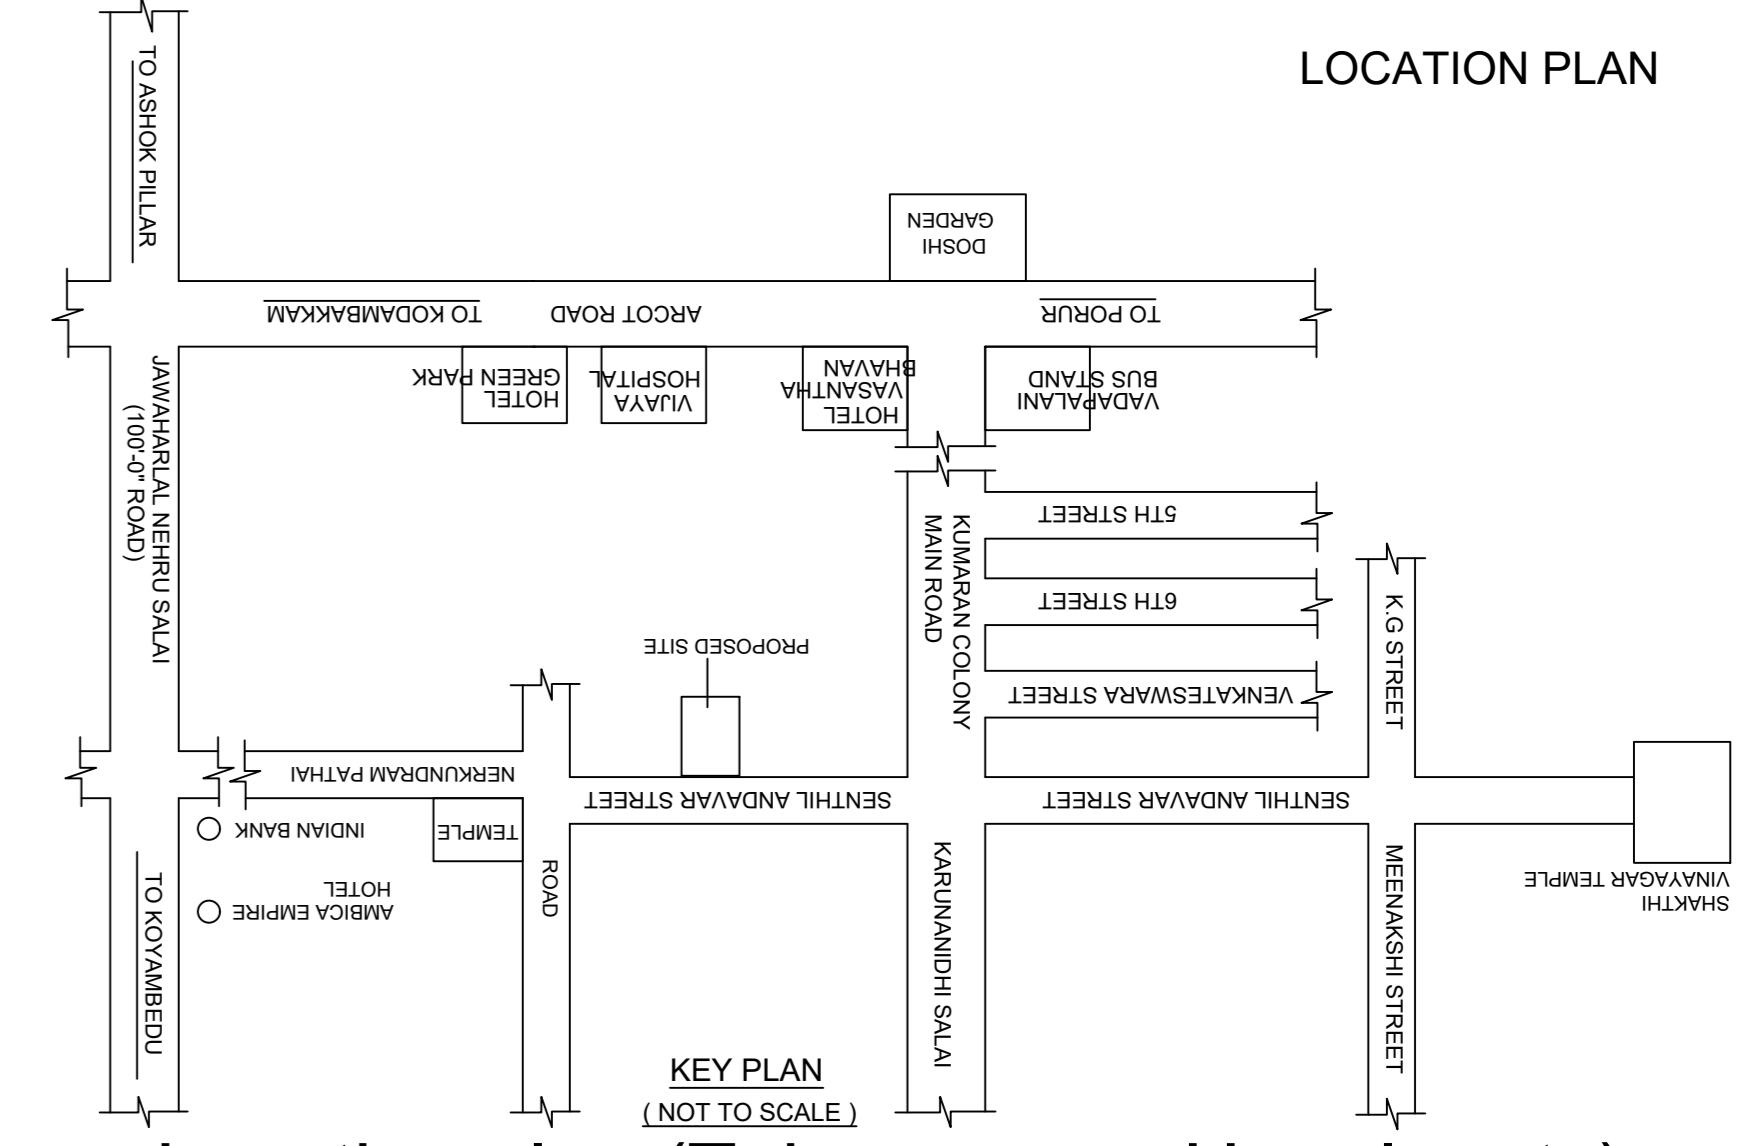 LOCATION PLAN
TO ASHOK PILLAR
DOSHI
GARDEN
TO KODAMBAKKAM
ARCOT ROAD
TO PORUR
JAWAHARLAL NEHRU SALAI
(100'-0" ROAD)
HOTEL
GREEN PARK
VIJAYA
HOSPITAL
HOTEL
VASANTHA
BHAVAN
VADAPALANI
BUS STAND
KUMARAN COLONY
MAIN ROAD
5TH STREET
6TH STREET
VENKATESWARA STREET
K.G STREET
PROPOSED SITE
NERKUNDRAM PATHAI
SENTHIL ANDAVAR STREET
SENTHIL ANDAVAR STREET
INDIAN BANK
TEMPLE
AMBICA EMPIRE
HOTEL
ROAD
TO KOYAMBEDU
KARUNANIDHI SALAI
MEENAKSHI STREET
SHAKTHI
VINAYAGAR TEMPLE
KEY PLAN
( NOT TO SCALE )